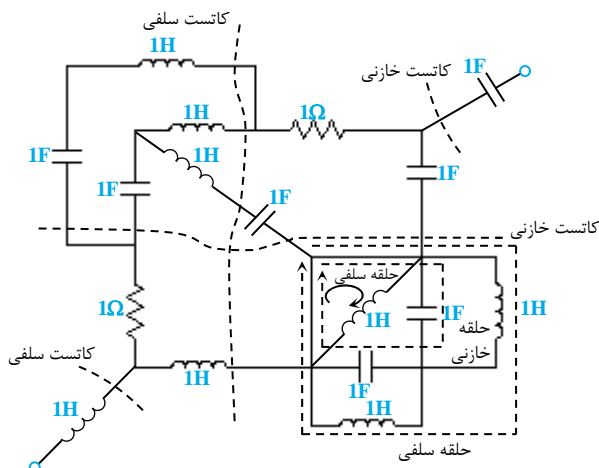 کاتست سلفی
1H
1F
کاتست خازنی
1H
1Ω
1H
1F
1F
1F
1F
کاتست خازنی
حلقه سلفی
1Ω
1H
1F
حلقه
خازنی
1H
کاتست سلفی
1H
1F
1H
1H
حلقه سلفی